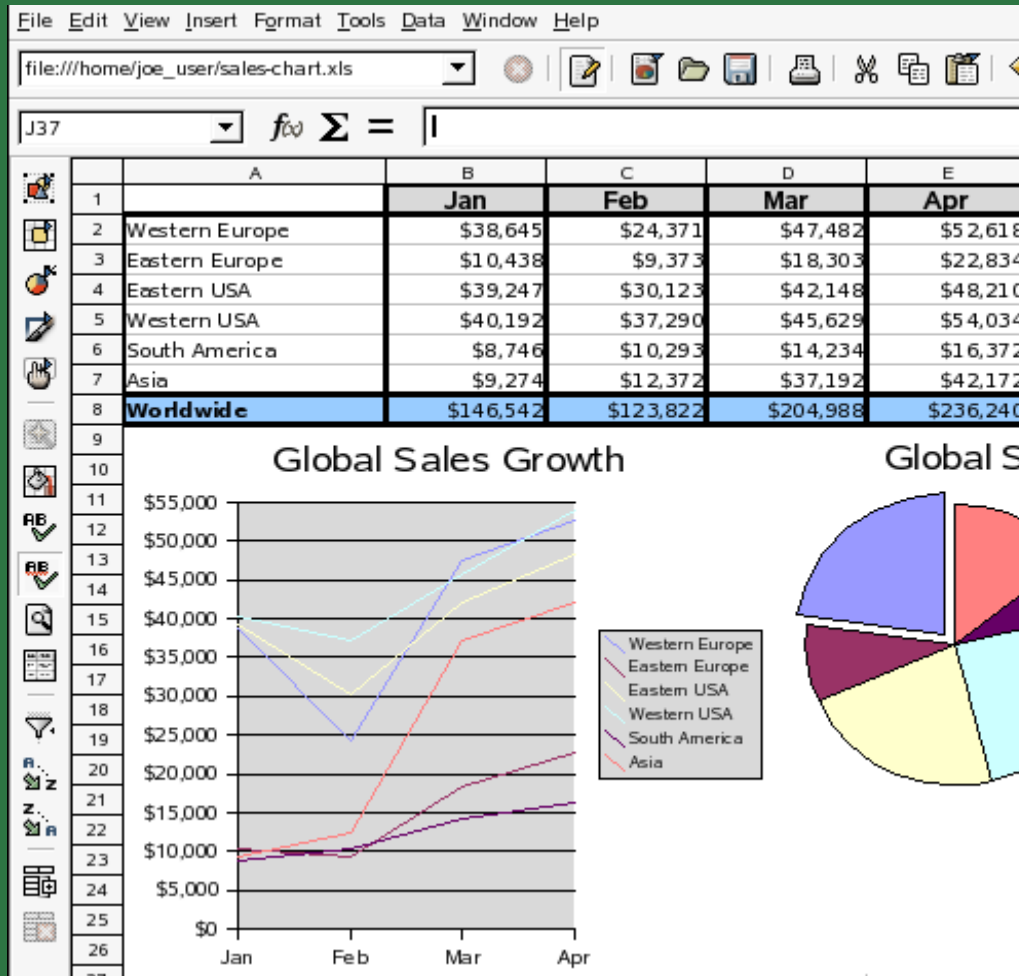 File Edit View Insert Format Tools Data Window Help
file:///home/joe_user/sales-chart.xls
J37 f(x) Σ =
A B C D E
1 Jan Feb Mar Apr
2 Western Europe $38,645 $24,371 $47,482 $52,618
3 Eastern Europe $10,438 $9,373 $18,303 $22,834
4 Eastern USA $39,247 $30,123 $42,148 $48,210
5 Western USA $40,192 $37,290 $45,629 $54,034
6 South America $8,746 $10,293 $14,234 $16,372
7 Asia $9,274 $12,372 $37,192 $42,172
8 Worldwide $146,542 $123,822 $204,988 $236,240
9
10
11
12
13
14
15
16
17
18
19
20
21
22
23
24
25
26
Global Sales Growth
$55,000
$50,000
$45,000
$40,000
$35,000
$30,000
$25,000
$20,000
$15,000
$10,000
$5,000
$0
Jan Feb Mar Apr
Western Europe
Eastern Europe
Eastern USA
Western USA
South America
Asia
Global S
AB
AB
A
Z
Z
A